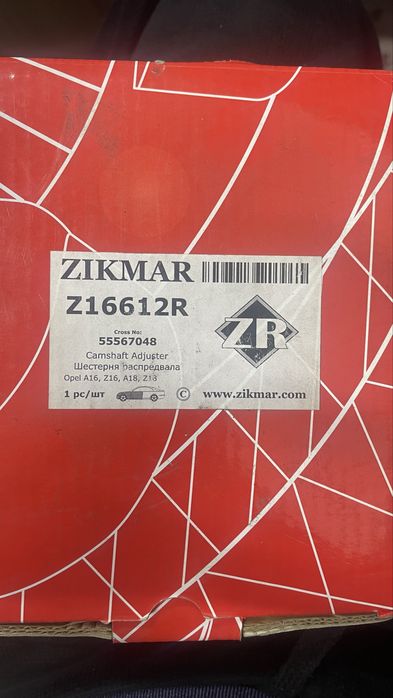 ZIKMAR
Z16612R
ZR
Cross No:
55567048
Camshaft Adjuster
Шестерня распредвала
Opel A16, Z16, A18, Z18
1 pc/шт © www.zikmar.com